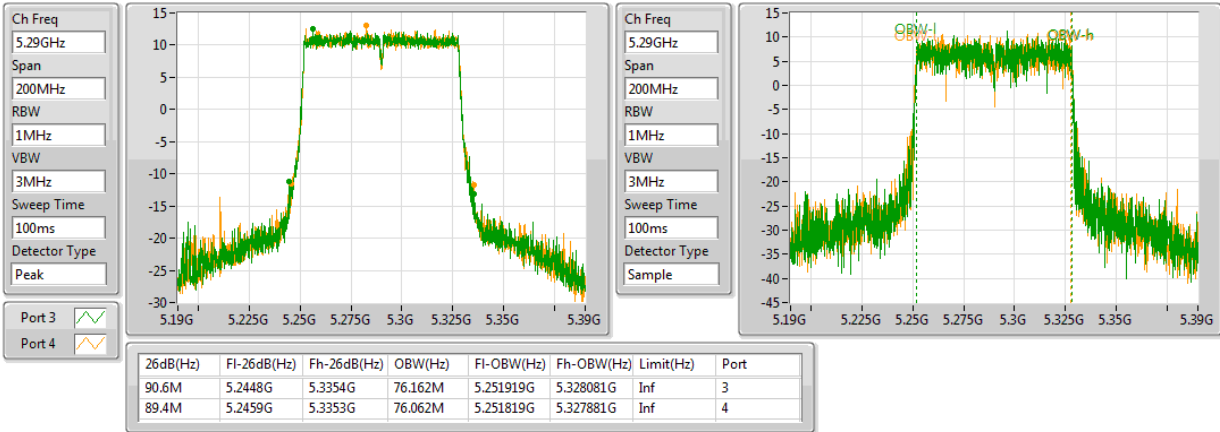 Ch Freq
5.29GHz
Span
200MHz
RBW
1MHz
VBW
3MHz
Sweep Time
100ms
Detector Type
Peak
Port 3
Port 4
15
10
5
0
-5
-10
-15
-20
-25
-30
5.19G 5.225G 5.25G 5.275G 5.3G 5.325G 5.35G 5.39G
Ch Freq
5.29GHz
Span
200MHz
RBW
1MHz
VBW
3MHz
Sweep Time
100ms
Detector Type
Sample
15
10
5
0
-5
-10
-15
-20
-25
-30
-35
-40
-45
OBW-l OBW-h
5.19G 5.225G 5.25G 5.275G 5.3G 5.325G 5.35G 5.39G
26dB(Hz) Fl-26dB(Hz) Fh-26dB(Hz) OBW(Hz) Fl-OBW(Hz) Fh-OBW(Hz) Limit(Hz) Port
90.6M 5.2448G 5.3354G 76.162M 5.251919G 5.328081G Inf 3
89.4M 5.2459G 5.3353G 76.062M 5.251819G 5.327881G Inf 4